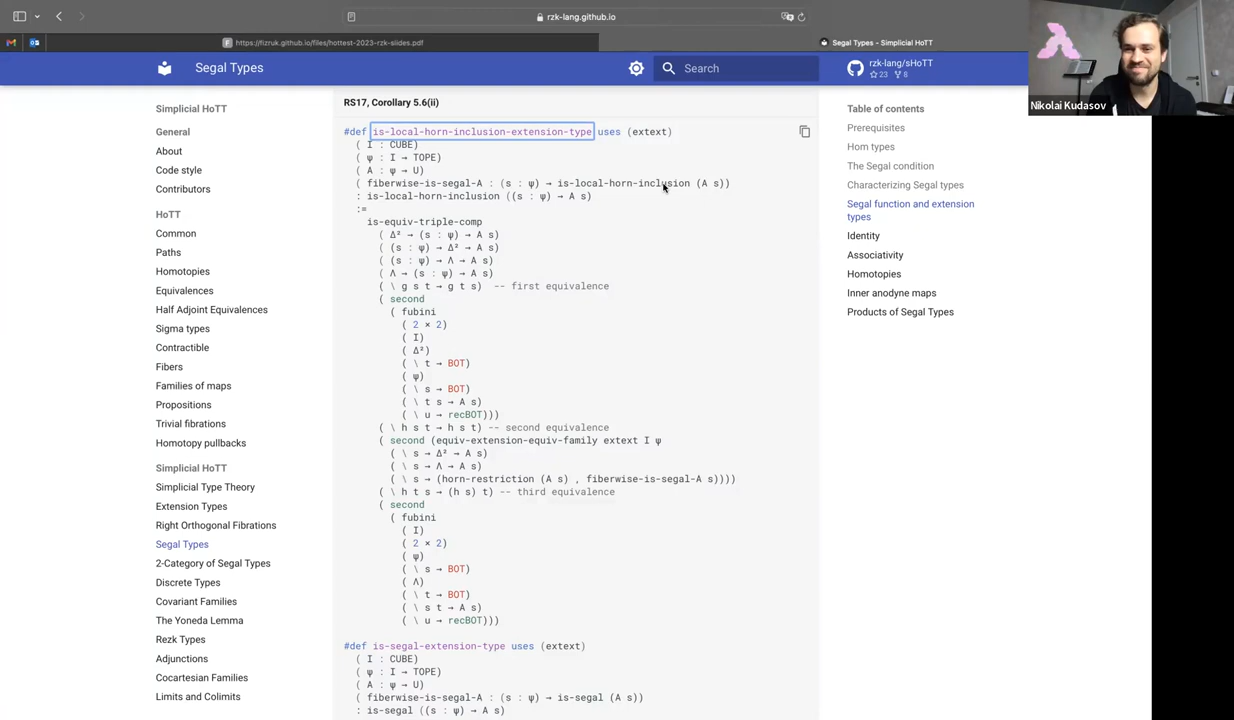 rzk-lang.github.io
https://fizruk.github.io/files/hottest-2023-rzk-slides.pdf
Segal Types - Simplicial HoTT
Segal Types
Search
rzk-lang/sHoTT
23 8
Nikolai Kudasov
Simplicial HoTT
General
About
Code style
Contributors
HoTT
Common
Paths
Homotopies
Equivalences
Half Adjoint Equivalences
Sigma types
Contractible
Fibers
Families of maps
Propositions
Trivial fibrations
Homotopy pullbacks
Simplicial HoTT
Simplicial Type Theory
Extension Types
Right Orthogonal Fibrations
Segal Types
2-Category of Segal Types
Discrete Types
Covariant Families
The Yoneda Lemma
Rezk Types
Adjunctions
Cocartesian Families
Limits and Colimits
RS17, Corollary 5.6(ii)
#def is-local-horn-inclusion-extension-type uses (extext)
( I : CUBE)
( ψ : I → TOPE)
( A : ψ → U)
( fiberwise-is-segal-A : (s : ψ) → is-local-horn-inclusion (A s))
: is-local-horn-inclusion ((s : ψ) → A s)
:=
is-equiv-triple-comp
( Δ² → (s : ψ) → A s)
( (s : ψ) → Δ² → A s)
( (s : ψ) → Λ → A s)
( Λ → (s : ψ) → A s)
( \ g s t → g t s) -- first equivalence
( second
( fubini
( 2 × 2)
( I)
( Δ²)
( \ t → BOT)
( ψ)
( \ s → BOT)
( \ t s → A s)
( \ u → recBOT)))
( \ h s t → h s t) -- second equivalence
( second (equiv-extension-equiv-family extext I ψ
( \ s → Δ² → A s)
( \ s → Λ → A s)
( \ s → (horn-restriction (A s) , fiberwise-is-segal-A s))))
( \ h t s → (h s) t) -- third equivalence
( second
( fubini
( I)
( 2 × 2)
( ψ)
( \ s → BOT)
( Λ)
( \ t → BOT)
( \ s t → A s)
( \ u → recBOT)))
#def is-segal-extension-type uses (extext)
( I : CUBE)
( ψ : I → TOPE)
( A : ψ → U)
( fiberwise-is-segal-A : (s : ψ) → is-segal (A s))
: is-segal ((s : ψ) → A s)
Table of contents
Prerequisites
Hom types
The Segal condition
Characterizing Segal types
Segal function and extension
types
Identity
Associativity
Homotopies
Inner anodyne maps
Products of Segal Types